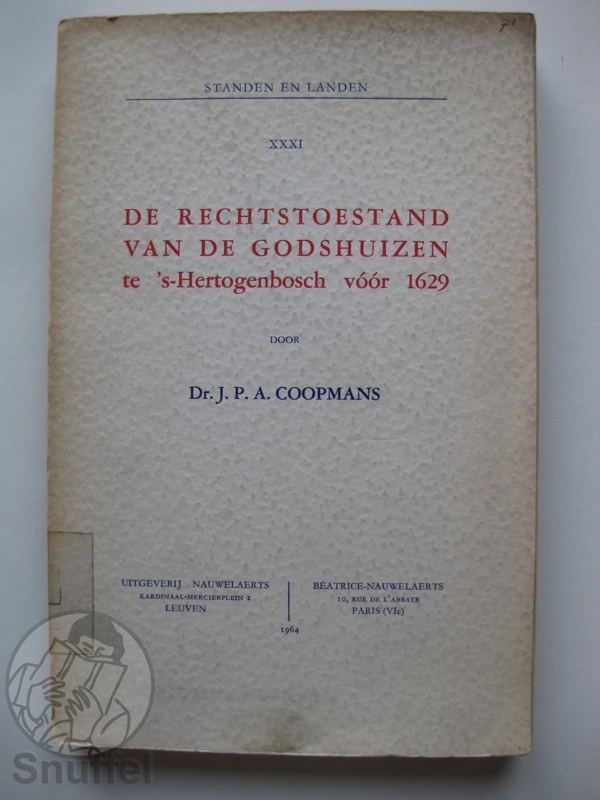 STANDEN EN LANDEN
XXXI
DE RECHTSTOESTAND
VAN DE GODSHUIZEN
te 's-Hertogenbosch vóór 1629
DOOR
Dr. J. P. A. COOPMANS
UITGEVERIJ NAUWELAERTS
KARDINAAL-MERCIERPLEIN 2
LEUVEN
BÉATRICE-NAUWELAERTS
10, RUE DE L'ABBAYE
PARIS (VIe)
1964
Snuffel